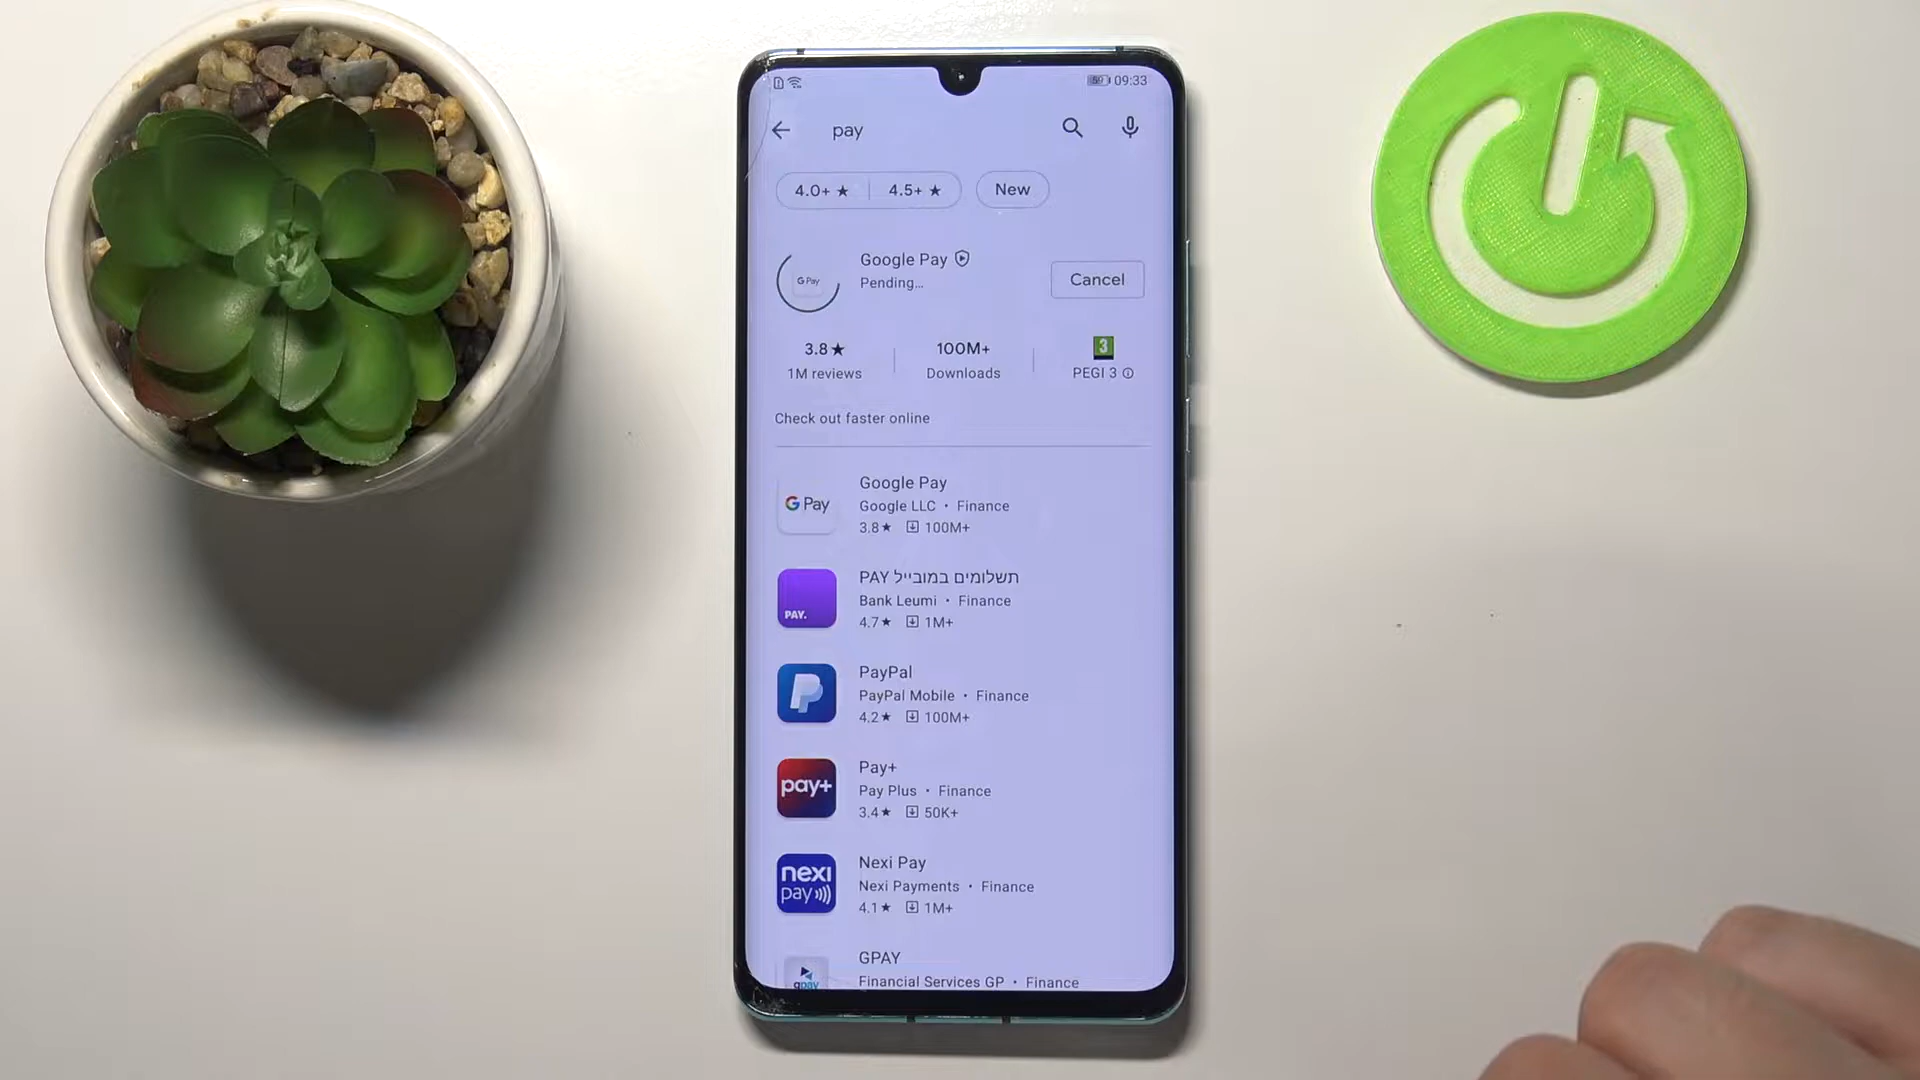 50 09:33
pay
4.0+ ★ 4.5+ ★ New
G Pay
Google Pay
Pending...
Cancel
3.8★ 100M+ 3
1M reviews Downloads PEGI 3
Check out faster online
G Pay
Google Pay
Google LLC • Finance
3.8★ 100M+
PAY.
PAY תשלומים במובייל
Bank Leumi • Finance
4.7★ 1M+
PayPal
PayPal Mobile • Finance
4.2★ 100M+
pay+
Pay+
Pay Plus • Finance
3.4★ 50K+
nexi
pay
Nexi Pay
Nexi Payments • Finance
4.1★ 1M+
gpay
GPAY
Financial Services GP • Finance